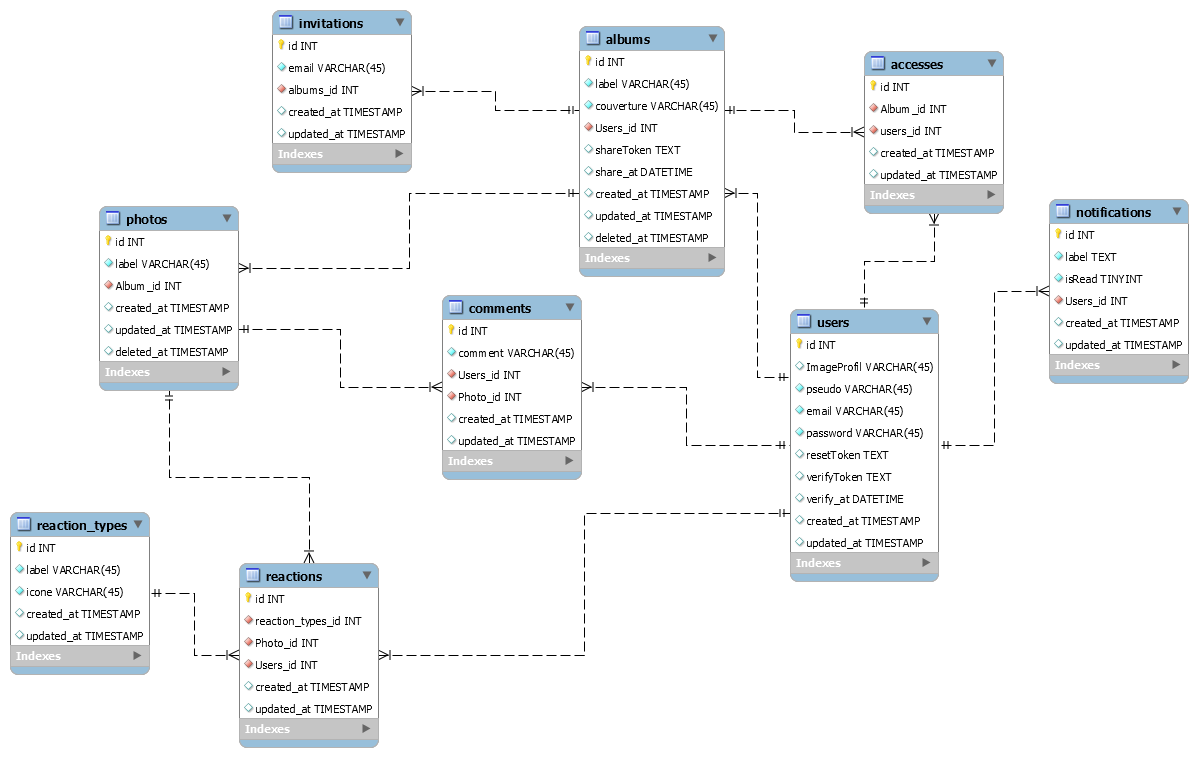 invitations
id INT
email VARCHAR(45)
albums_id INT
created_at TIMESTAMP
updated_at TIMESTAMP
Indexes
albums
id INT
label VARCHAR(45)
couverture VARCHAR(45)
Users_id INT
shareToken TEXT
share_at DATETIME
created_at TIMESTAMP
updated_at TIMESTAMP
deleted_at TIMESTAMP
Indexes
accesses
id INT
Album_id INT
users_id INT
created_at TIMESTAMP
updated_at TIMESTAMP
Indexes
photos
id INT
label VARCHAR(45)
Album_id INT
created_at TIMESTAMP
updated_at TIMESTAMP
deleted_at TIMESTAMP
Indexes
comments
id INT
comment VARCHAR(45)
Users_id INT
Photo_id INT
created_at TIMESTAMP
updated_at TIMESTAMP
Indexes
users
id INT
ImageProfil VARCHAR(45)
pseudo VARCHAR(45)
email VARCHAR(45)
password VARCHAR(45)
resetToken TEXT
verifyToken TEXT
verify_at DATETIME
created_at TIMESTAMP
updated_at TIMESTAMP
Indexes
notifications
id INT
label TEXT
isRead TINYINT
Users_id INT
created_at TIMESTAMP
updated_at TIMESTAMP
Indexes
reaction_types
id INT
label VARCHAR(45)
icone VARCHAR(45)
created_at TIMESTAMP
updated_at TIMESTAMP
Indexes
reactions
id INT
reaction_types_id INT
Photo_id INT
Users_id INT
created_at TIMESTAMP
updated_at TIMESTAMP
Indexes